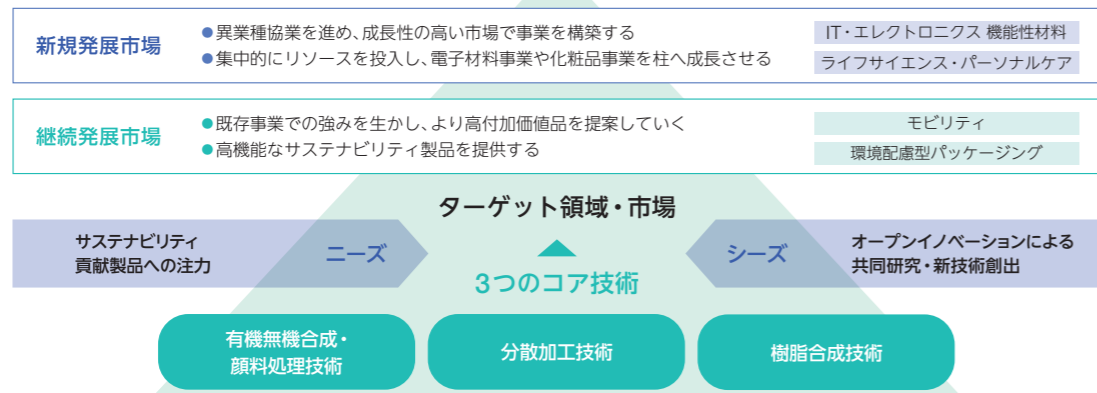 新規発展市場
●異業種協業を進め、成長性の高い市場で事業を構築する
●集中的にリソースを投入し、電子材料事業や化粧品事業を柱へ成長させる
IT・エレクトロニクス 機能性材料
ライフサイエンス・パーソナルケア
継続発展市場
●既存事業での強みを生かし、より高付加価値品を提案していく
●高機能なサステナビリティ製品を提供する
モビリティ
環境配慮型パッケージング
ターゲット領域・市場
サステナビリティ
貢献製品への注力
ニーズ
シーズ
オープンイノベーションによる
共同研究・新技術創出
3つのコア技術
有機無機合成・
顔料処理技術
分散加工技術
樹脂合成技術